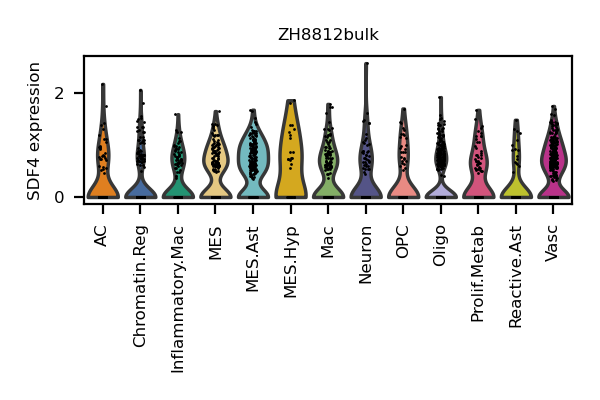 ZH8812bulk
SDF4 expression
2
0
AC
Chromatin.Reg
Inflammatory.Mac
MES
MES.Ast
MES.Hyp
Mac
Neuron
OPC
Oligo
Prolif.Metab
Reactive.Ast
Vasc